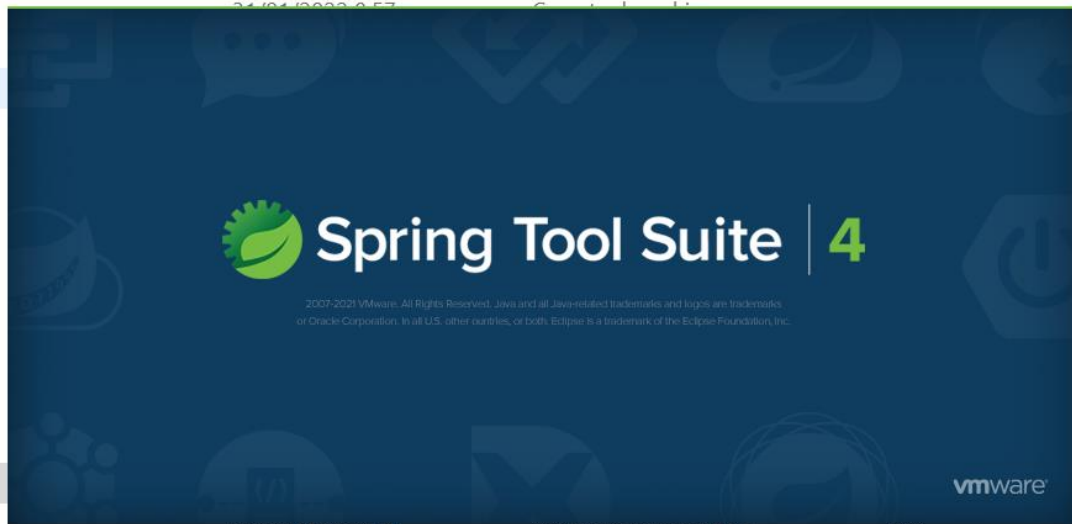 Spring Tool Suite 4
2007-2021 VMware. All Rights Reserved. Java and all Java-related trademarks and logos are trademarks
or Oracle Corporation. In all U.S. other ountries, or both. Eclipse is a trademark of the Eclipse Foundation, Inc.
vmware